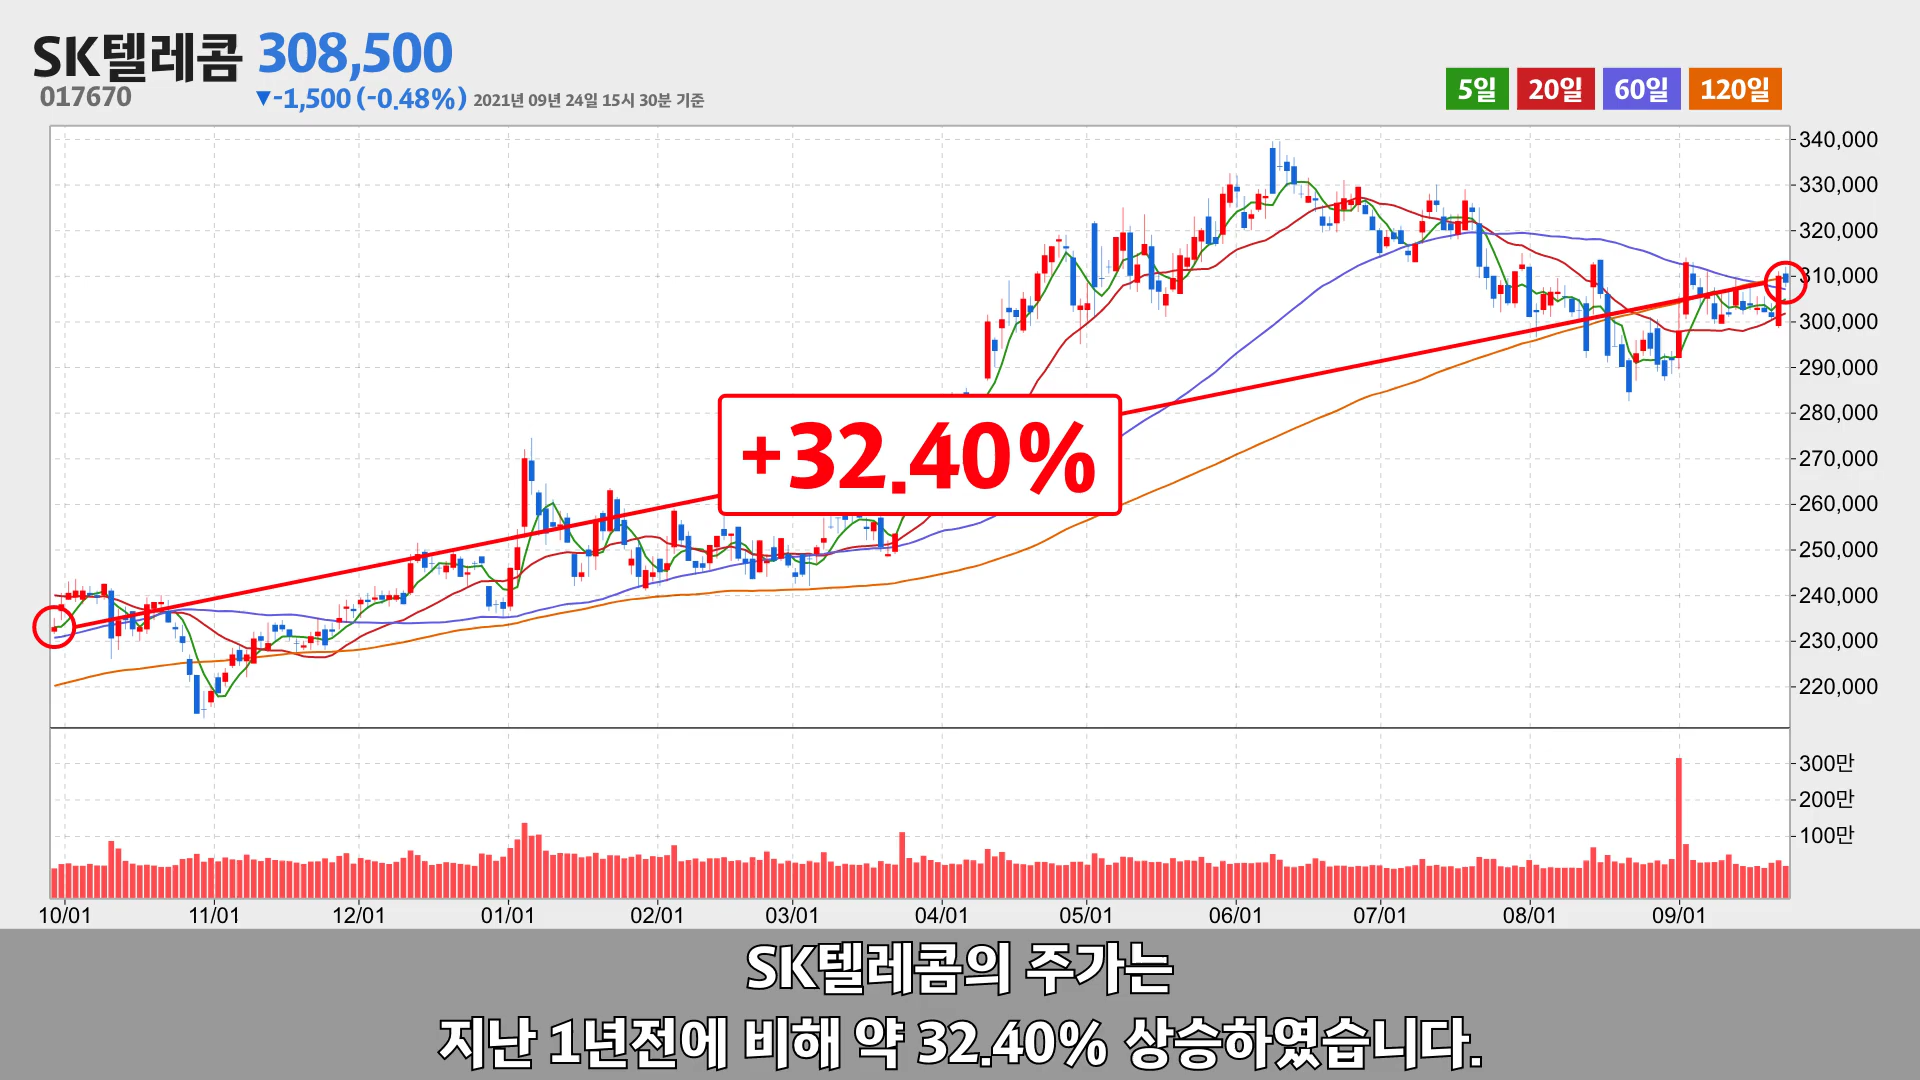 SK텔레콤 308,500
017670 ▼-1,500 (-0.48%) 2021년 09월 24일 15시 30분 기준
5일 20일 60일 120일
340,000
330,000
320,000
310,000
300,000
290,000
280,000
270,000
260,000
250,000
240,000
230,000
220,000
+32.40%
300만
200만
100만
10/01 11/01 12/01 01/01 02/01 03/01 04/01 05/01 06/01 07/01 08/01 09/01
SK텔레콤의 주가는
지난 1년전에 비해 약 32.40% 상승하였습니다.